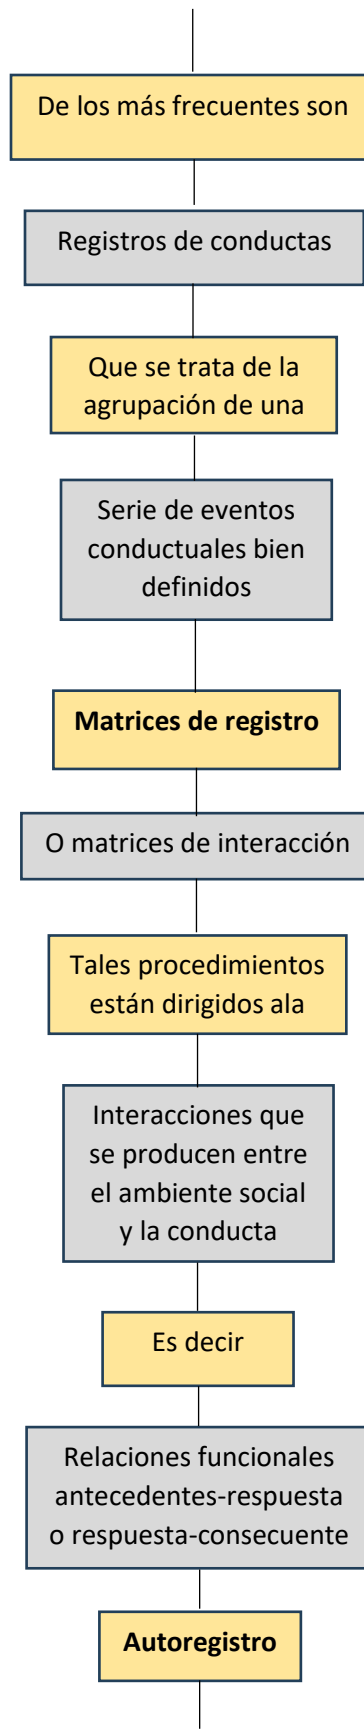 De los más frecuentes son
Registros de conductas
Que se trata de la
agrupación de una
Serie de eventos
conductuales bien
definidos
Matrices de registro
O matrices de interacción
Tales procedimientos
están dirigidos ala
Interacciones que
se producen entre
el ambiente social
y la conducta
Es decir
Relaciones funcionales
antecedentes-respuesta
o respuesta-consecuente
Autoregistro